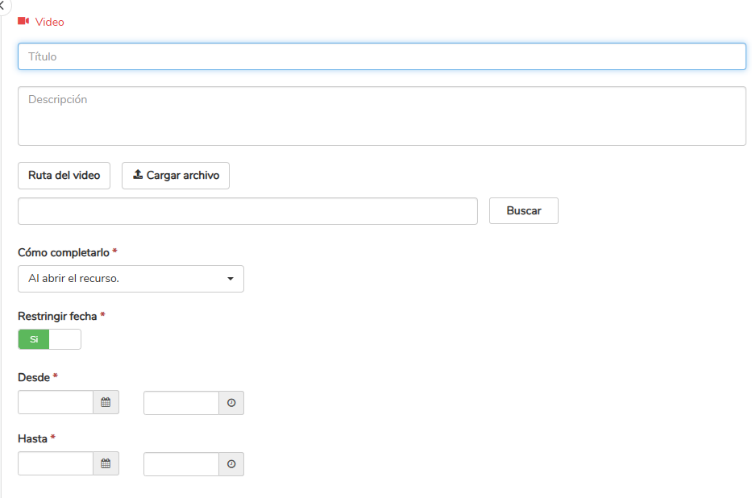 Video
Título
Descripción
Ruta del video Cargar archivo
Buscar
Cómo completarlo *
Al abrir el recurso.
Restringir fecha *
Si
Desde *
Hasta *